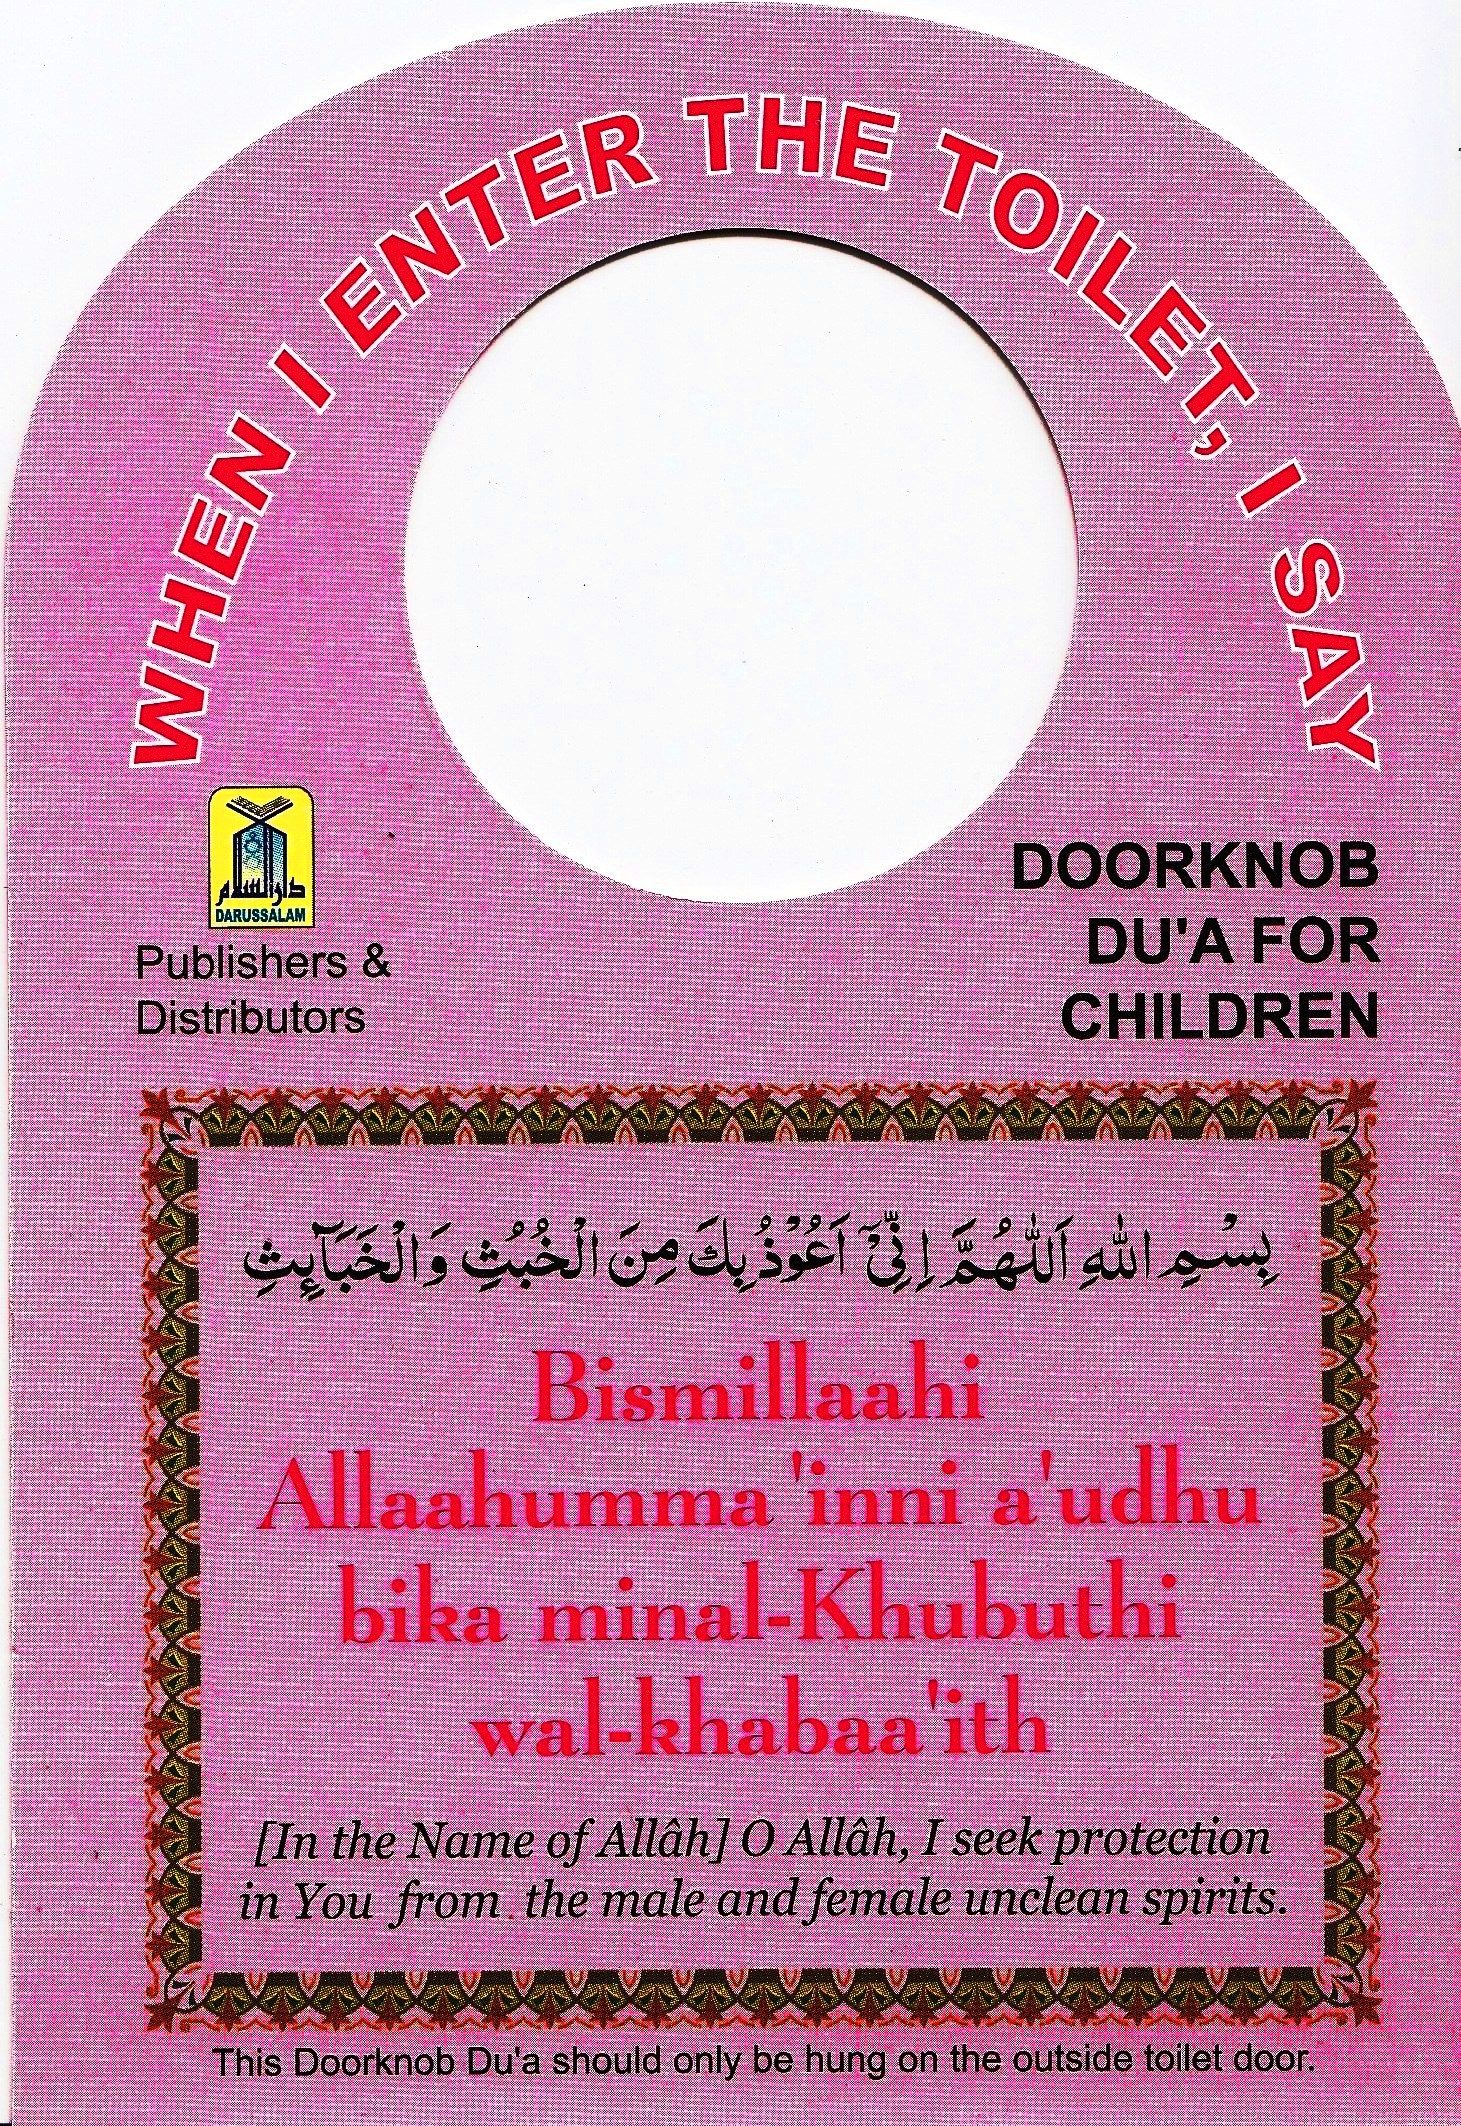 WHEN I ENTER THE TOILET, I SAY
دارالسلام
DARUSSALAM
Publishers &
Distributors
DOORKNOB
DU'A FOR
CHILDREN
بِسْمِ اللهِ اَللّٰهُمَّ اِنِّیْٓ اَعُوْذُ بِكَ مِنَ الْخُبُثِ وَالْخَبَآئِثِ
Bismillaahi
Allaahumma 'inni a'udhu
bika minal-Khubuthi
wal-khabaa'ith
[In the Name of Allâh] O Allâh, I seek protection
in You from the male and female unclean spirits.
This Doorknob Du'a should only be hung on the outside toilet door.